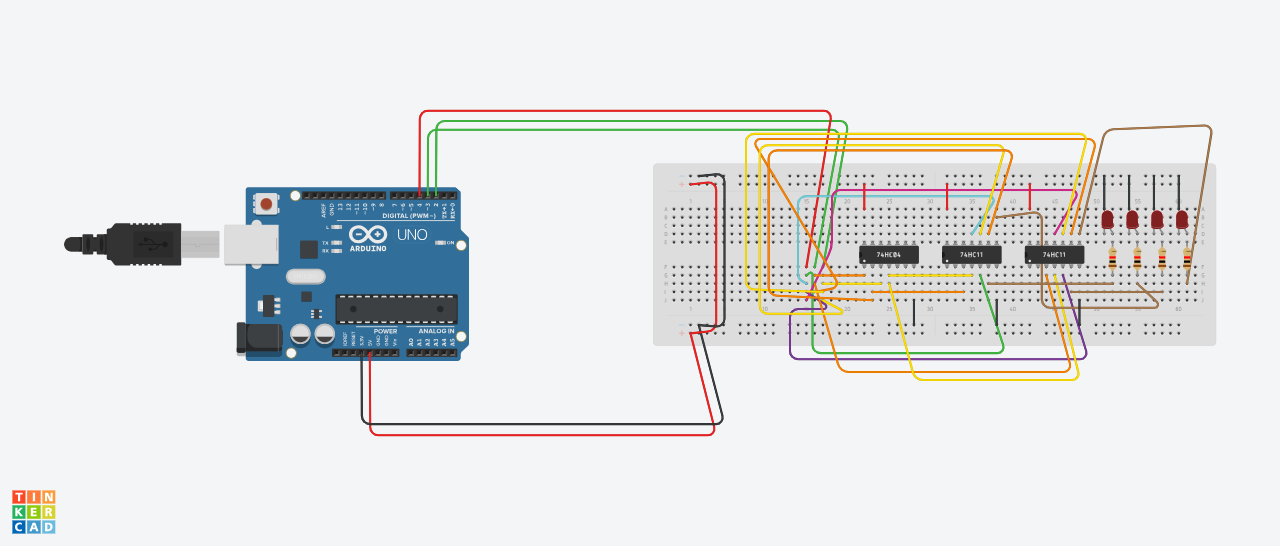 AREF
GND
13
12
~11
~10
~9
8
7
~6
~5
4
~3
2
TX→1
RX←0
DIGITAL (PWM~)
L
TX
RX
ARDUINO
UNO
ON
POWER
ANALOG IN
IOREF
RESET
3.3V
5V
GND
GND
Vin
A0
A1
A2
A3
A4
A5
74HC04
74HC11
74HC11
TIN
KER
CAD